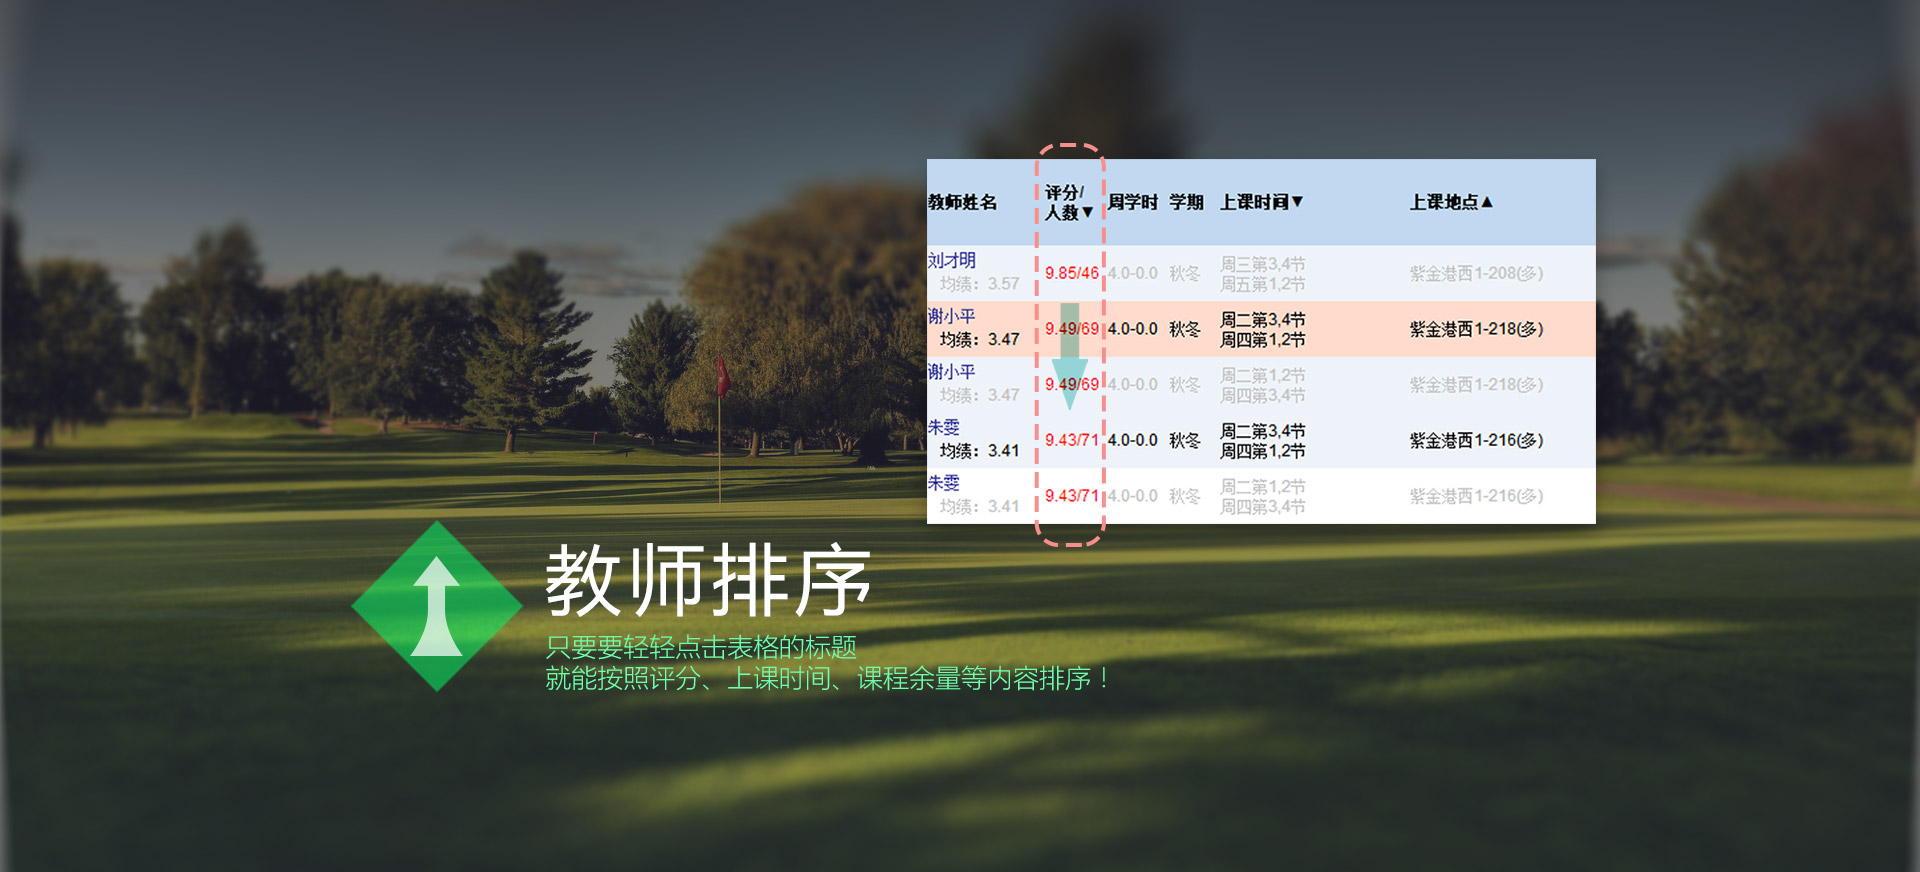 教师姓名 评分/人数▼ 周学时 学期 上课时间▼ 上课地点▲
刘才明 9.85/46 4.0-0.0 秋冬 周三第3,4节 紫金港西1-208(多)
均绩：3.57 周五第1,2节
谢小平 9.49/69 4.0-0.0 秋冬 周二第3,4节 紫金港西1-218(多)
均绩：3.47 周四第1,2节
谢小平 9.49/69 4.0-0.0 秋冬 周二第1,2节 紫金港西1-218(多)
均绩：3.47 周四第3,4节
朱雯 9.43/71 4.0-0.0 秋冬 周二第3,4节 紫金港西1-216(多)
均绩：3.41 周四第1,2节
朱雯 9.43/71 4.0-0.0 秋冬 周二第1,2节 紫金港西1-216(多)
均绩：3.41 周四第3,4节
教师排序
只要要轻轻点击表格的标题
就能按照评分、上课时间、课程余量等内容排序！